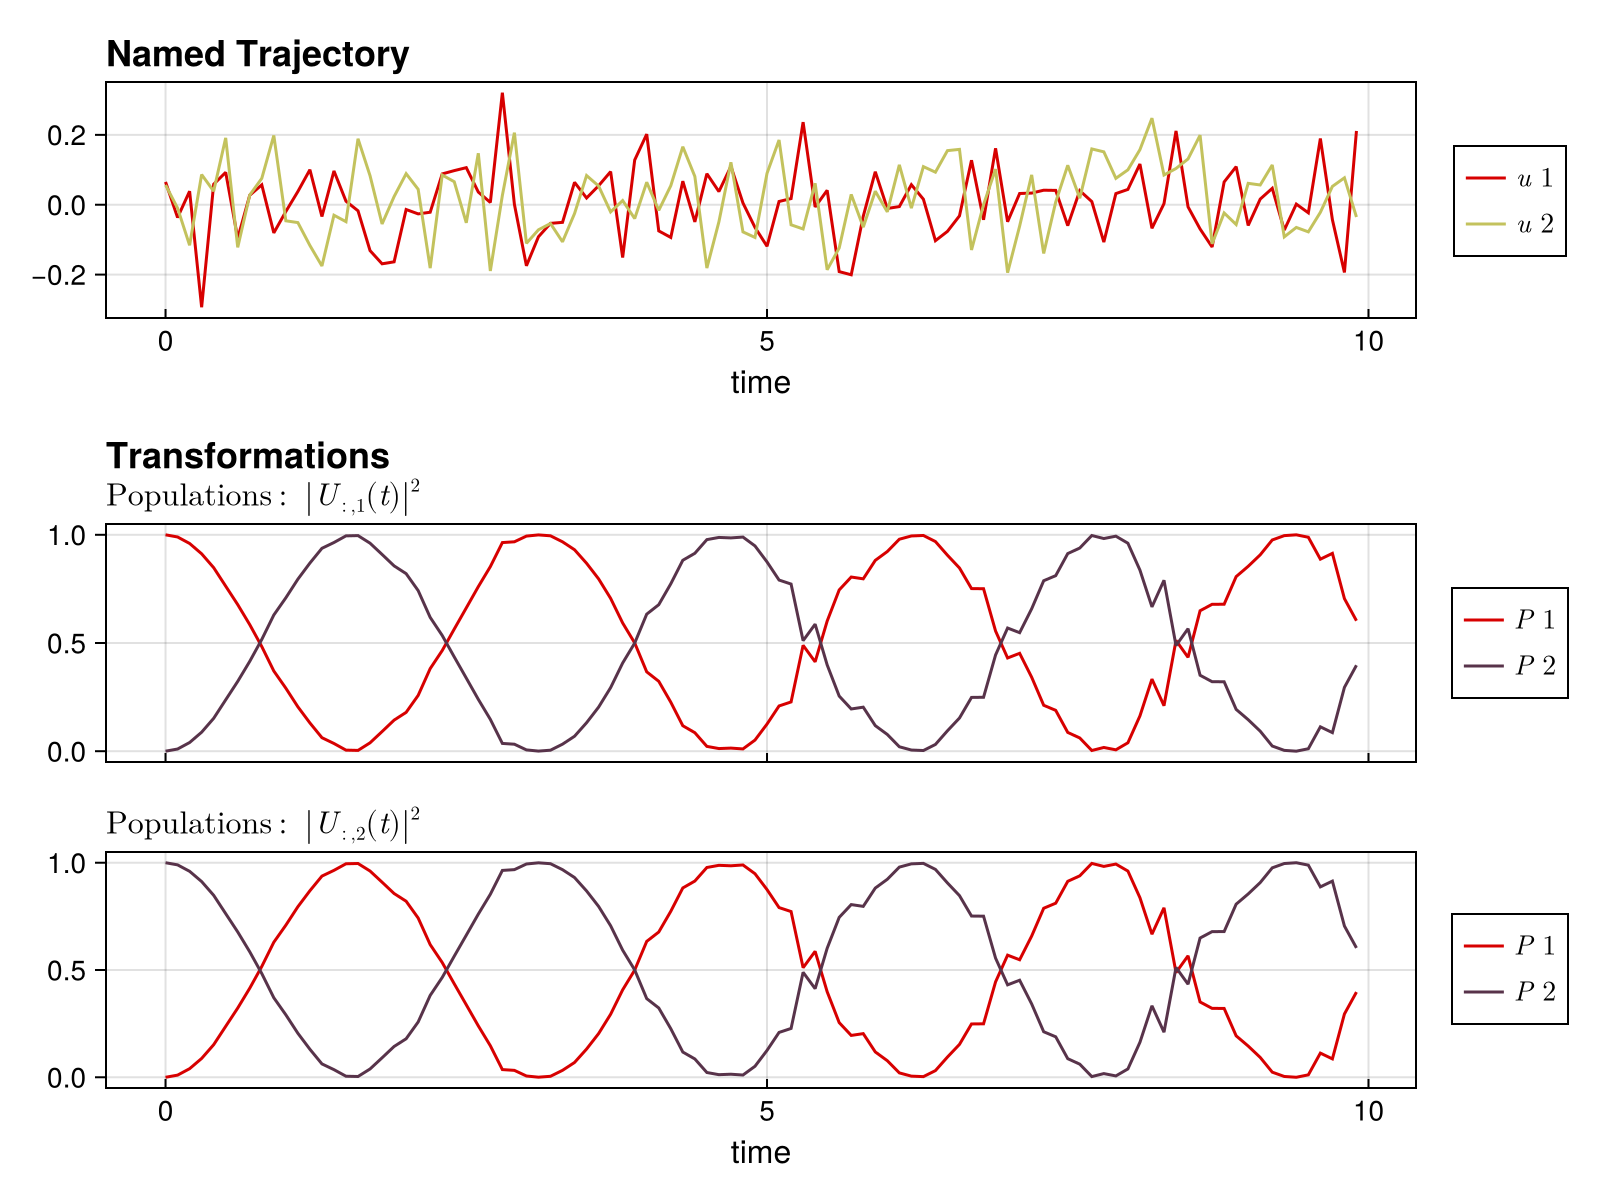 Named Trajectory
0.2
0.0
−0.2
0 5 10
time
u 1
u 2
Transformations
Populations: |U:,1(t)|²
1.0
0.5
0.0
P 1
P 2
Populations: |U:,2(t)|²
1.0
0.5
0.0
0 5 10
time
P 1
P 2